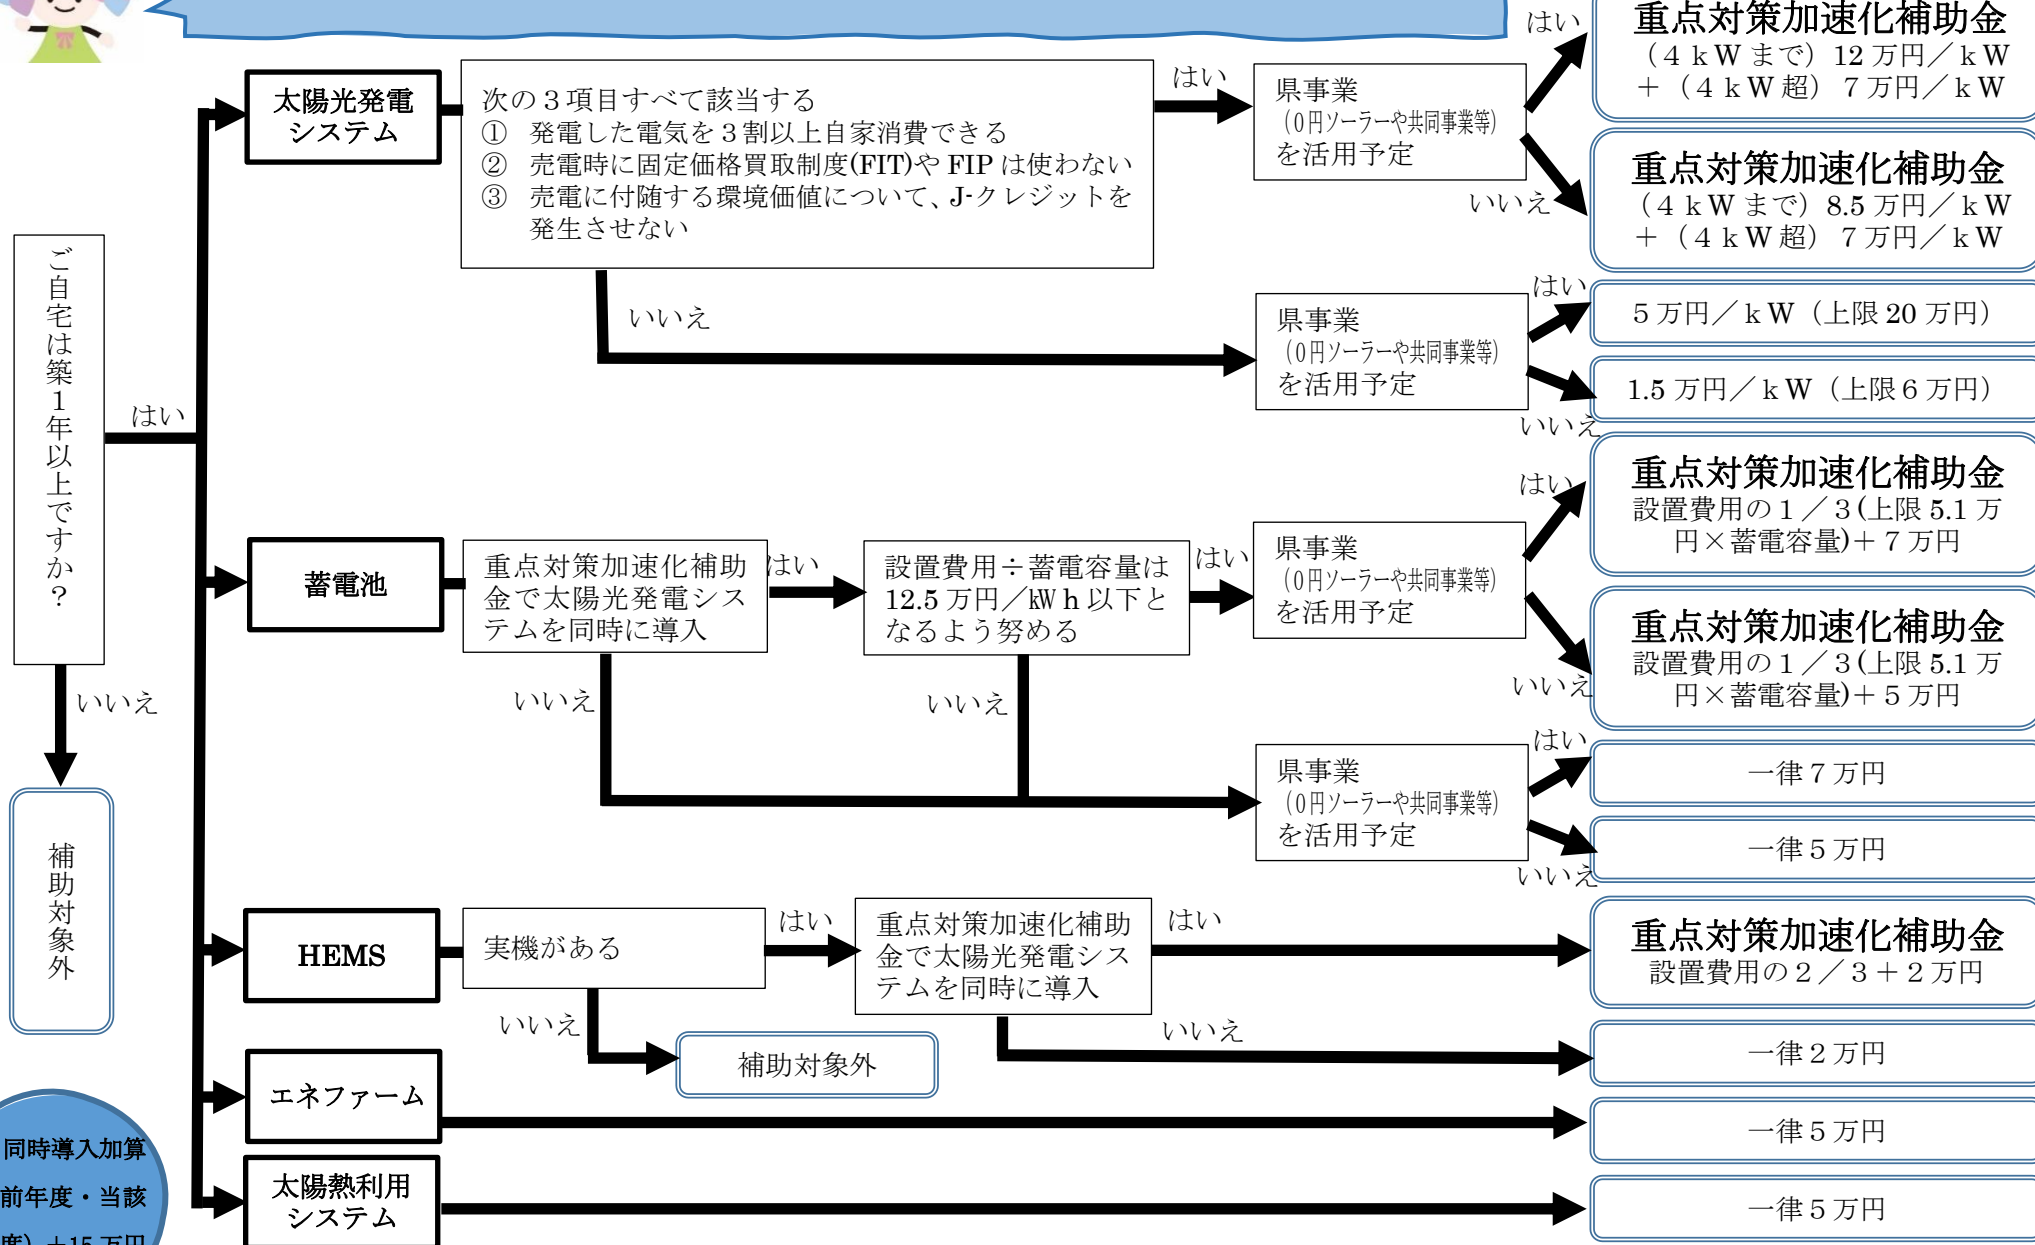 はい
重点対策加速化補助金
（４ｋＷまで）12万円／ｋＷ
＋（４ｋＷ超）７万円／ｋＷ
太陽光発電
システム
次の３項目すべて該当する
①　発電した電気を３割以上自家消費できる
②　売電時に固定価格買取制度(FIT)や FIP は使わない
③　売電に付随する環境価値について、J-クレジットを
発生させない
はい
県事業
(0円ソーラーや共同事業等)
を活用予定
いいえ
重点対策加速化補助金
（４ｋＷまで）8.5万円／ｋＷ
＋（４ｋＷ超）７万円／ｋＷ
いいえ
県事業
(0円ソーラーや共同事業等)
を活用予定
はい
５万円／ｋＷ（上限20万円）
いいえ
1.5万円／ｋＷ（上限６万円）
ご自宅は築１年以上ですか？
はい
いいえ
補助対象外
蓄電池
重点対策加速化補助
金で太陽光発電シス
テムを同時に導入
はい
いいえ
設置費用÷蓄電容量は
12.5万円／㎾ｈ以下と
なるよう努める
はい
いいえ
県事業
(0円ソーラーや共同事業等)
を活用予定
はい
重点対策加速化補助金
設置費用の１／３(上限5.1万
円×蓄電容量)＋７万円
いいえ
重点対策加速化補助金
設置費用の１／３(上限5.1万
円×蓄電容量)＋５万円
県事業
(0円ソーラーや共同事業等)
を活用予定
はい
一律７万円
いいえ
一律５万円
HEMS
実機がある
はい
いいえ
補助対象外
重点対策加速化補助
金で太陽光発電シス
テムを同時に導入
はい
重点対策加速化補助金
設置費用の２／３＋２万円
いいえ
一律２万円
エネファーム
一律５万円
太陽熱利用
システム
一律５万円
同時導入加算
前年度・当該
度）＋15万円